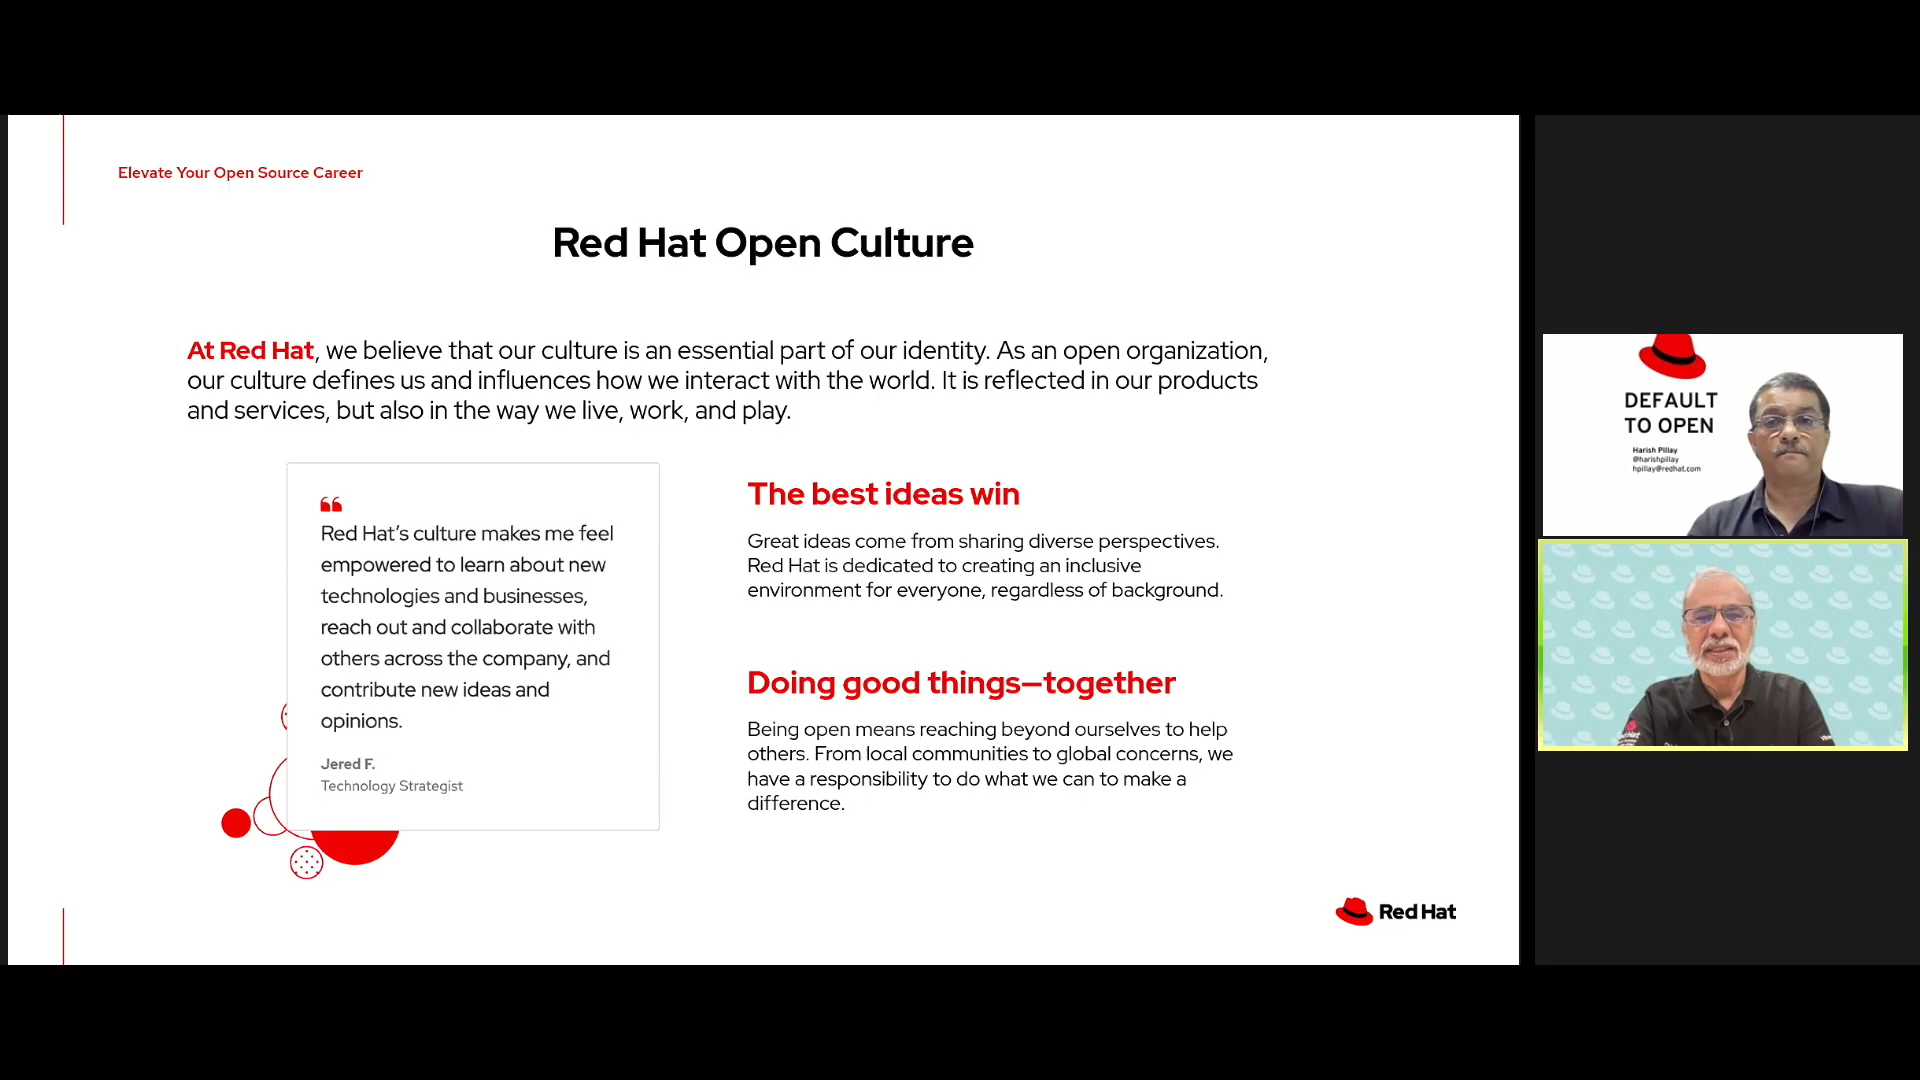 Elevate Your Open Source Career
Red Hat Open Culture
At Red Hat, we believe that our culture is an essential part of our identity. As an open organization,
our culture defines us and influences how we interact with the world. It is reflected in our products
and services, but also in the way we live, work, and play.
“
Red Hat’s culture makes me feel
empowered to learn about new
technologies and businesses,
reach out and collaborate with
others across the company, and
contribute new ideas and
opinions.
Jered F.
Technology Strategist
The best ideas win
Great ideas come from sharing diverse perspectives.
Red Hat is dedicated to creating an inclusive
environment for everyone, regardless of background.
Doing good things—together
Being open means reaching beyond ourselves to help
others. From local communities to global concerns, we
have a responsibility to do what we can to make a
difference.
Red Hat
DEFAULT
TO OPEN
Harish Pillay
@harishpillay
hpillay@redhat.com